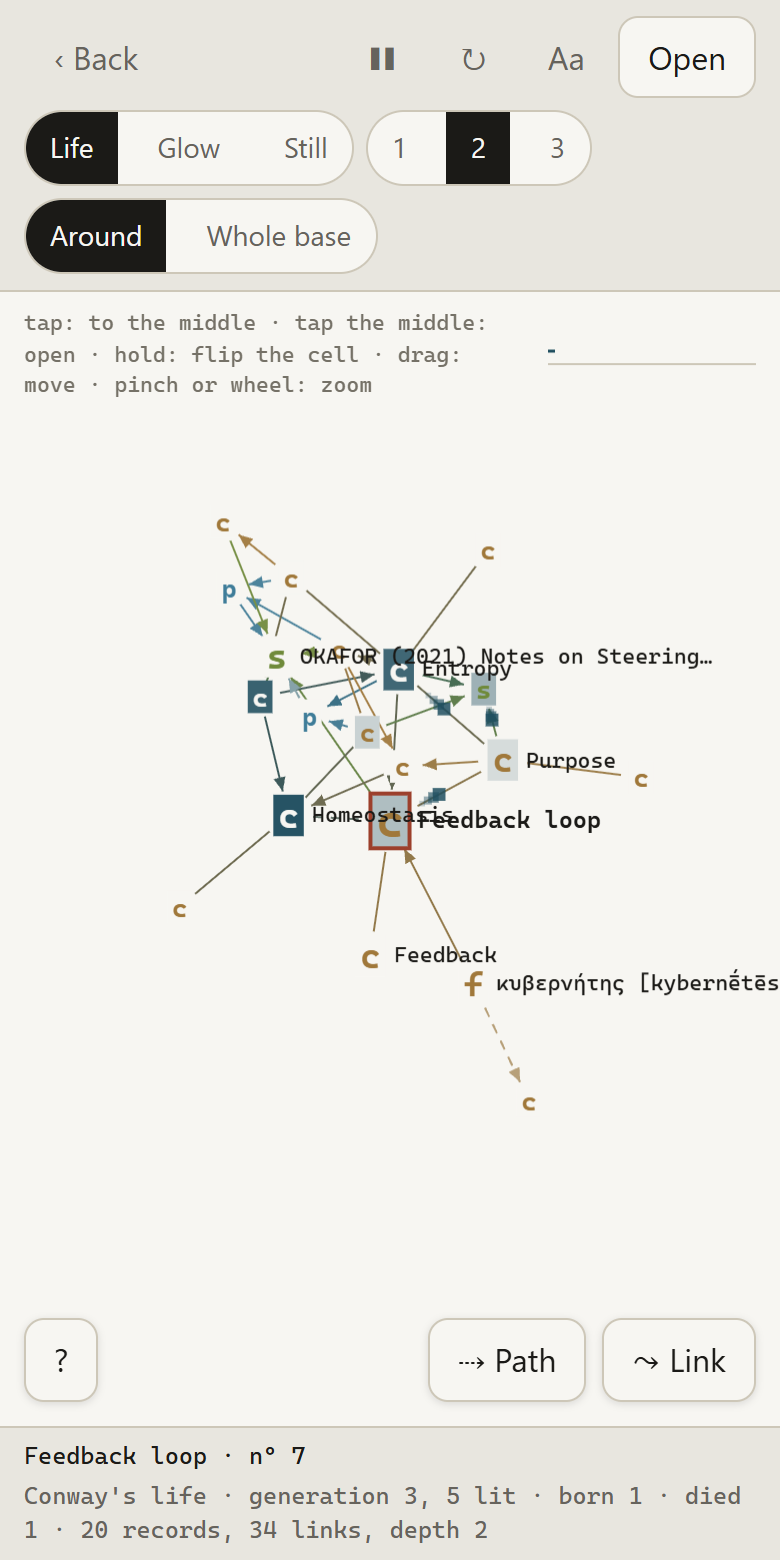 ‹ Back
Aa
Open
Life
Glow
Still
1
2
3
Around
Whole base
tap: to the middle · tap the middle:
open · hold: flip the cell · drag:
move · pinch or wheel: zoom
c
c
c
p
s
c
OKAFOR (2021) Notes on Steering…
c
Entropy
c
s
p
c
c
Purpose
c
c
c
Homeostasis
c
Feedback loop
c
c
Feedback
f
κυβερνήτης [kybernḗtēs
c
?
⇢ Path
⤳ Link
Feedback loop · n° 7
Conway's life · generation 3, 5 lit · born 1 · died
1 · 20 records, 34 links, depth 2